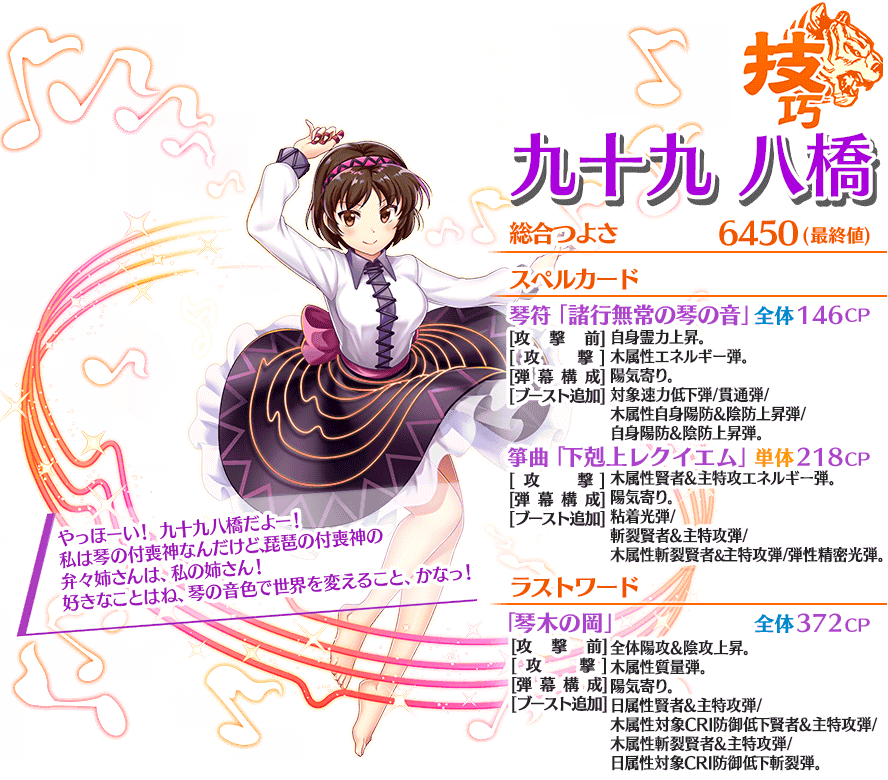 技巧
九十九 八橋
総合つよさ 6450(最終値)
スペルカード
琴符「諸行無常の琴の音」全体146CP
[攻撃前]自身霊力上昇。
[攻撃]木属性エネルギー弾。
[弾幕構成]陽気寄り。
[ブースト追加]対象速力低下弾/貫通弾/
木属性自身陽防&陰防上昇弾/
自身陽防&陰防上昇弾。
箏曲「下剋上レクイエム」単体218CP
[攻撃]木属性賢者&主特攻エネルギー弾。
[弾幕構成]陽気寄り。
[ブースト追加]粘着光弾/
斬裂賢者&主特攻弾/
木属性斬裂賢者&主特攻弾/弾性精密光弾。
ラストワード
「琴木の岡」全体372CP
[攻撃前]全体陽攻&陰攻上昇。
[攻撃]木属性質量弾。
[弾幕構成]陽気寄り。
[ブースト追加]日属性賢者&主特攻弾/
木属性対象CRI防御低下賢者&主特攻弾/
木属性斬裂賢者&主特攻弾/
日属性対象CRI防御低下斬裂弾。
やっほーい！ 九十九八橋だよー！
私は琴の付喪神なんだけど、琵琶の付喪神の
弁々姉さんは、私の姉さん！
好きなことはね、琴の音色で世界を変えること、かなっ！